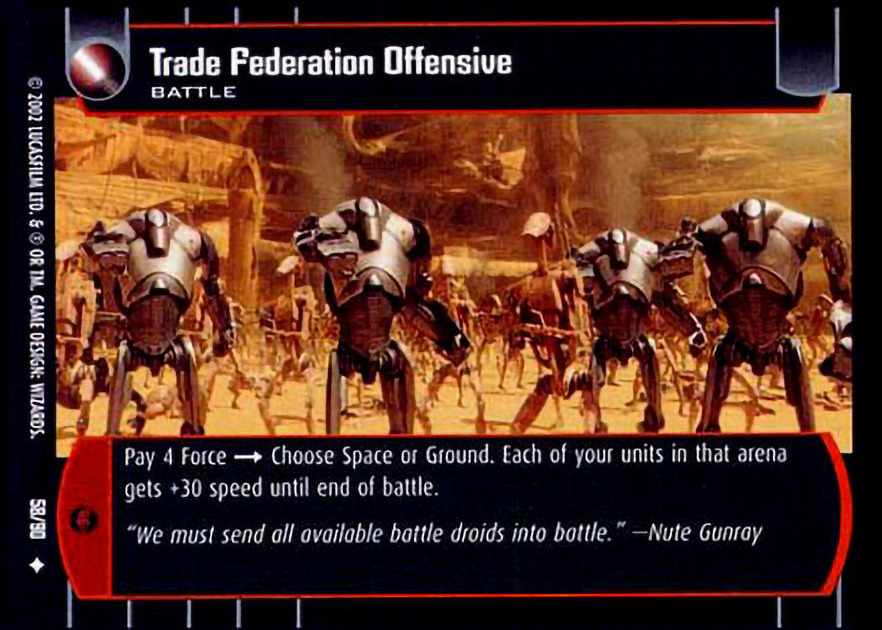 Trade Federation Offensive
BATTLE
Pay 4 Force → Choose Space or Ground. Each of your units in that arena
gets +30 speed until end of battle.
"We must send all available battle droids into battle." —Nute Gunray
© 2002 LUCASFILM LTD. & ® OR TM. GAME DESIGN: WIZARDS.
58/90